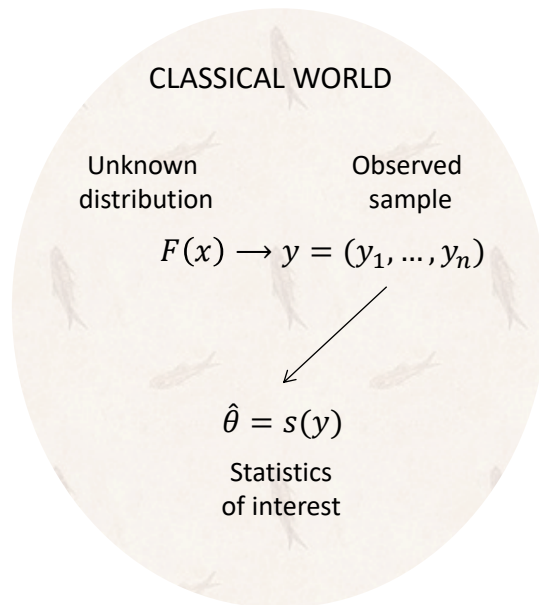 CLASSICAL WORLD
Unknown
distribution
Observed
sample
F(x) → y = (y₁, ..., yₙ)
θ̂ = s(y)
Statistics
of interest